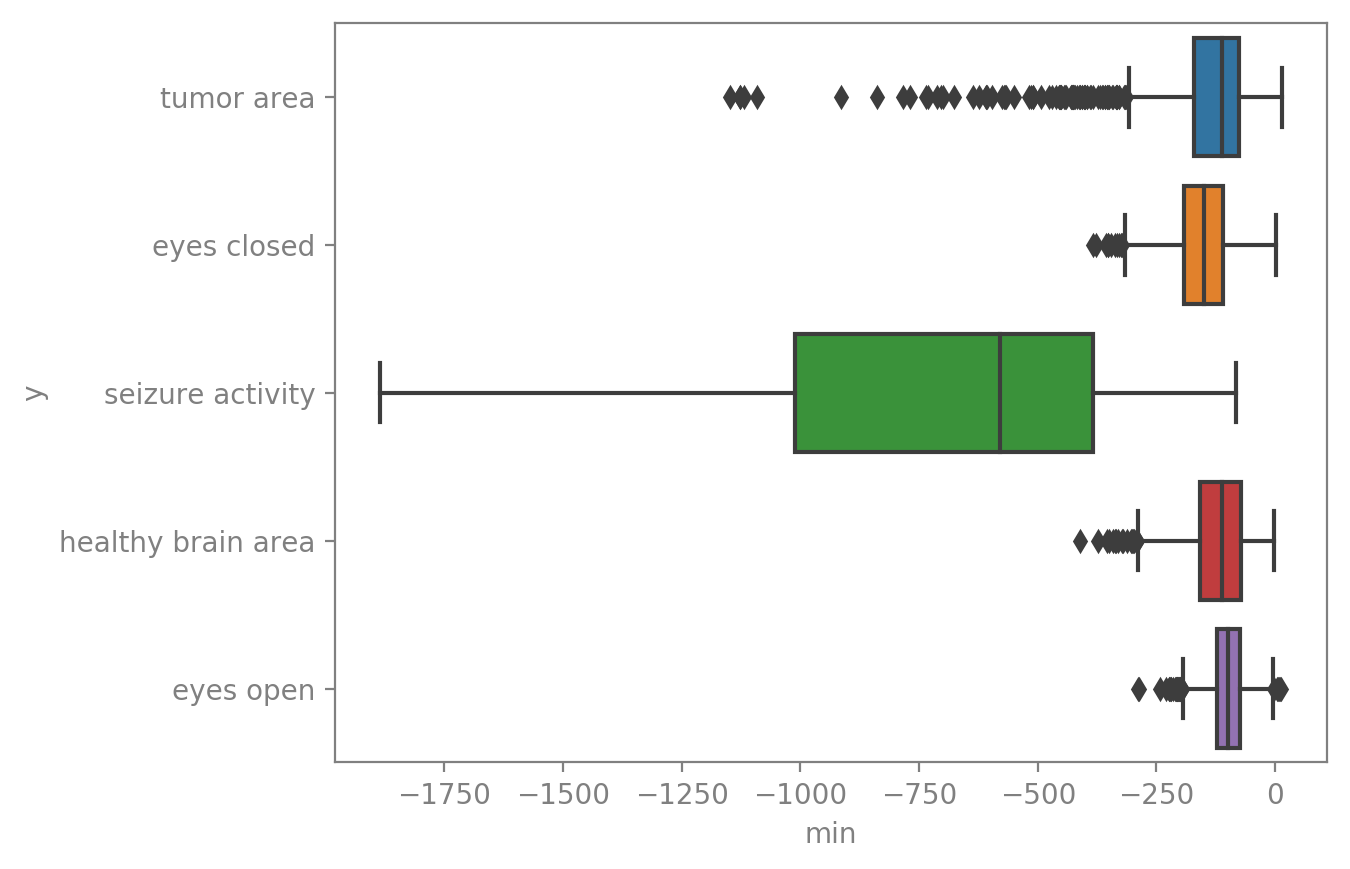 tumor area
eyes closed
y
seizure activity
healthy brain area
eyes open
−1750 −1500 −1250 −1000 −750 −500 −250 0
min